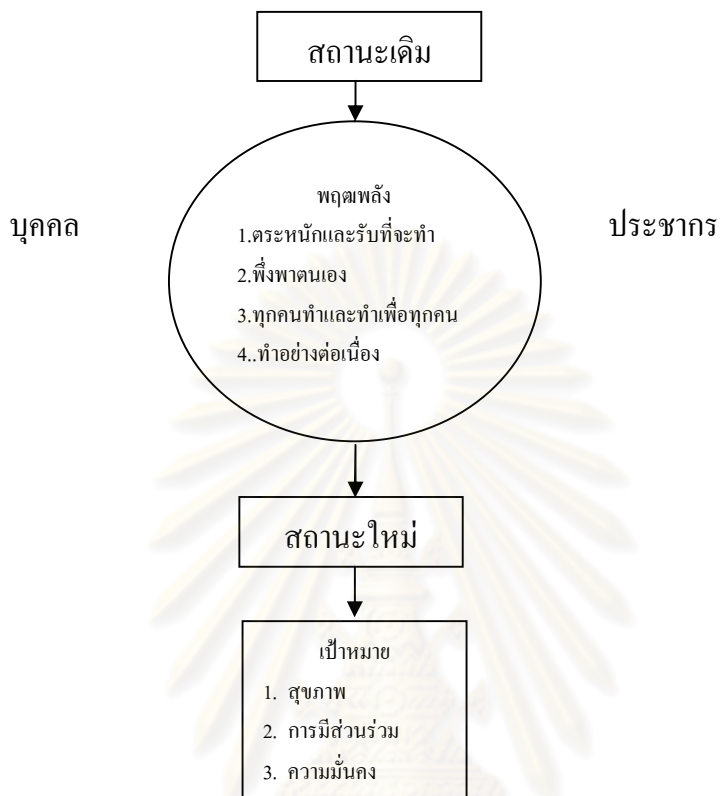 สถานะเดิม
พฤฒพลัง
บุคคล
ประชากร
1.ตระหนักและรับที่จะทำ
2.พึ่งพาตนเอง
3.ทุกคนทำและทำเพื่อทุกคน
4..ทำอย่างต่อเนื่อง
สถานะใหม่
เป้าหมาย
1. สุขภาพ
2. การมีส่วนร่วม
3. ความมั่นคง